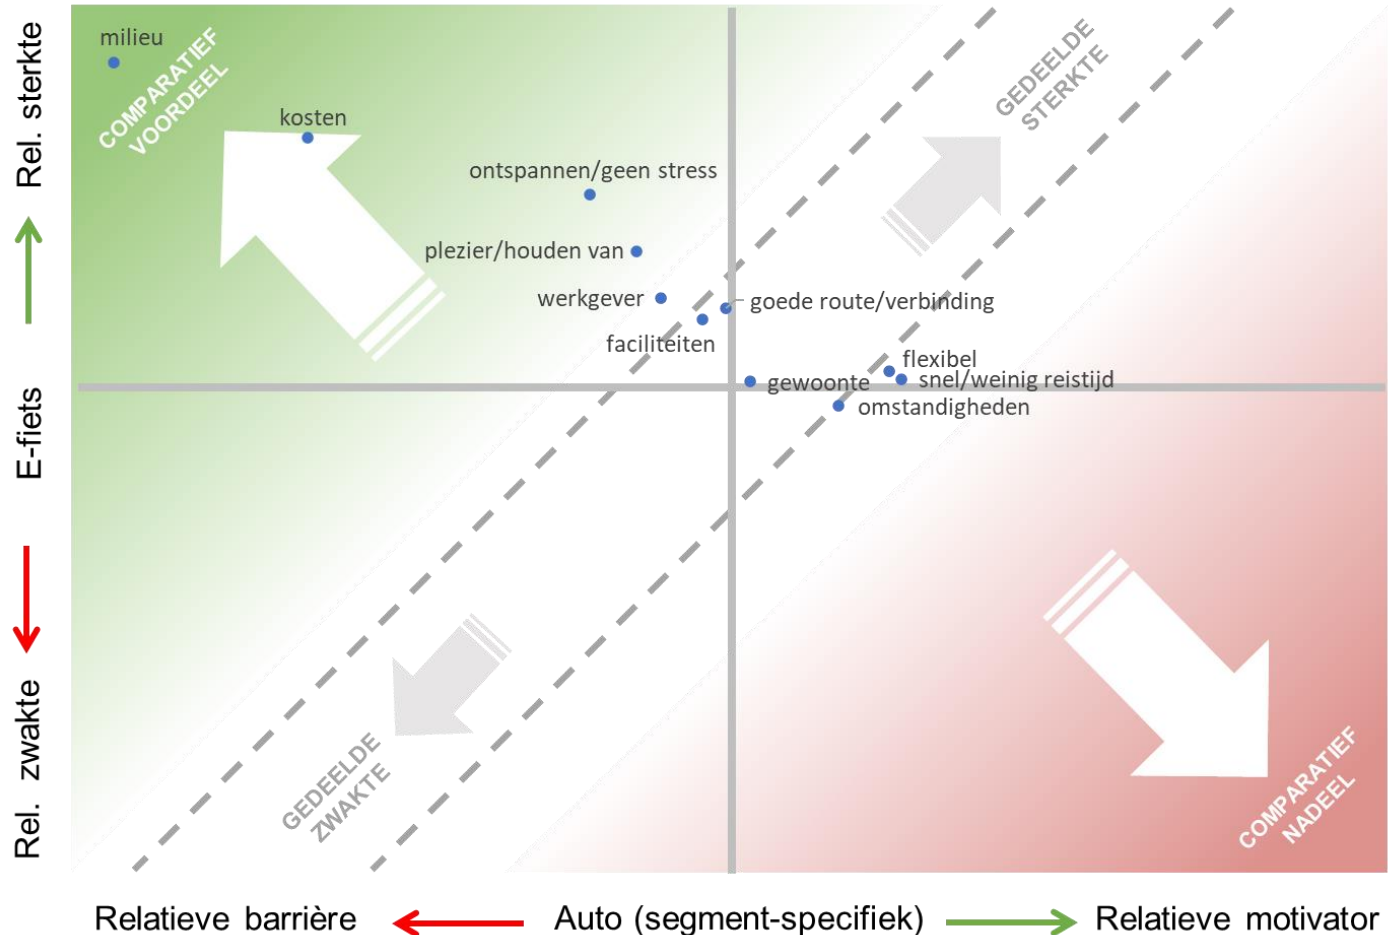 milieu
COMPARATIEF
VOORDEEL
kosten
ontspannen/geen stress
plezier/houden van
werkgever
faciliteiten
goede route/verbinding
flexibel
gewoonte
snel/weinig reistijd
omstandigheden
GEDEELDE
STERKTE
GEDEELDE
ZWAKTE
COMPARATIEF
NADEEL
Rel. sterkte
E-fiets
Rel. zwakte
Relatieve barrière
Auto (segment-specifiek)
Relatieve motivator